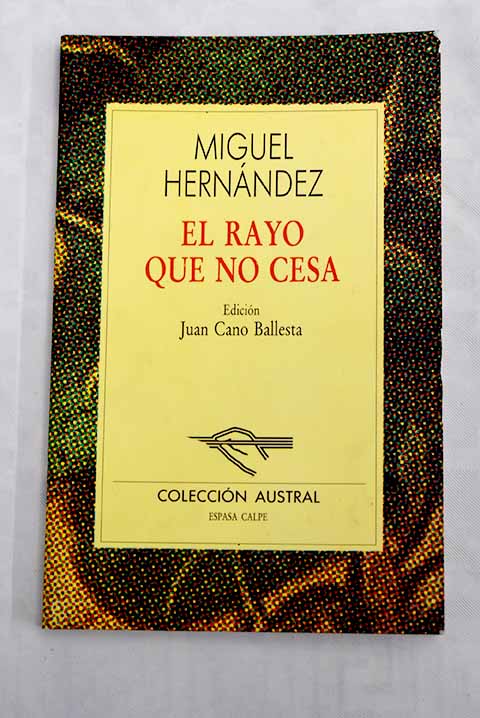 MIGUEL
HERNÁNDEZ
EL RAYO
QUE NO CESA
Edición
Juan Cano Ballesta
COLECCIÓN AUSTRAL
ESPASA CALPE